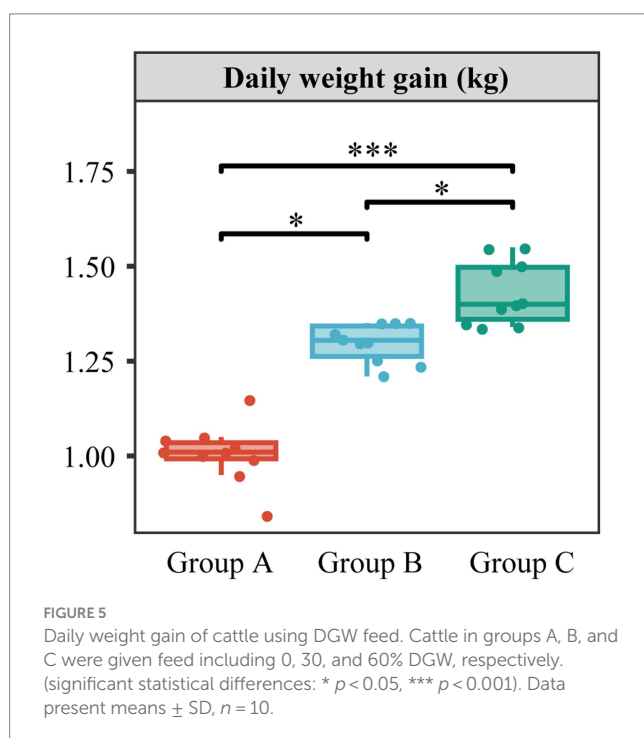 Daily weight gain (kg)
***
1.75
*
*
1.50
1.25
1.00
Group A Group B Group C
FIGURE 5
Daily weight gain of cattle using DGW feed. Cattle in groups A, B, and
C were given feed including 0, 30, and 60% DGW, respectively.
(significant statistical differences: * p < 0.05, *** p < 0.001). Data
present means ± SD, n = 10.